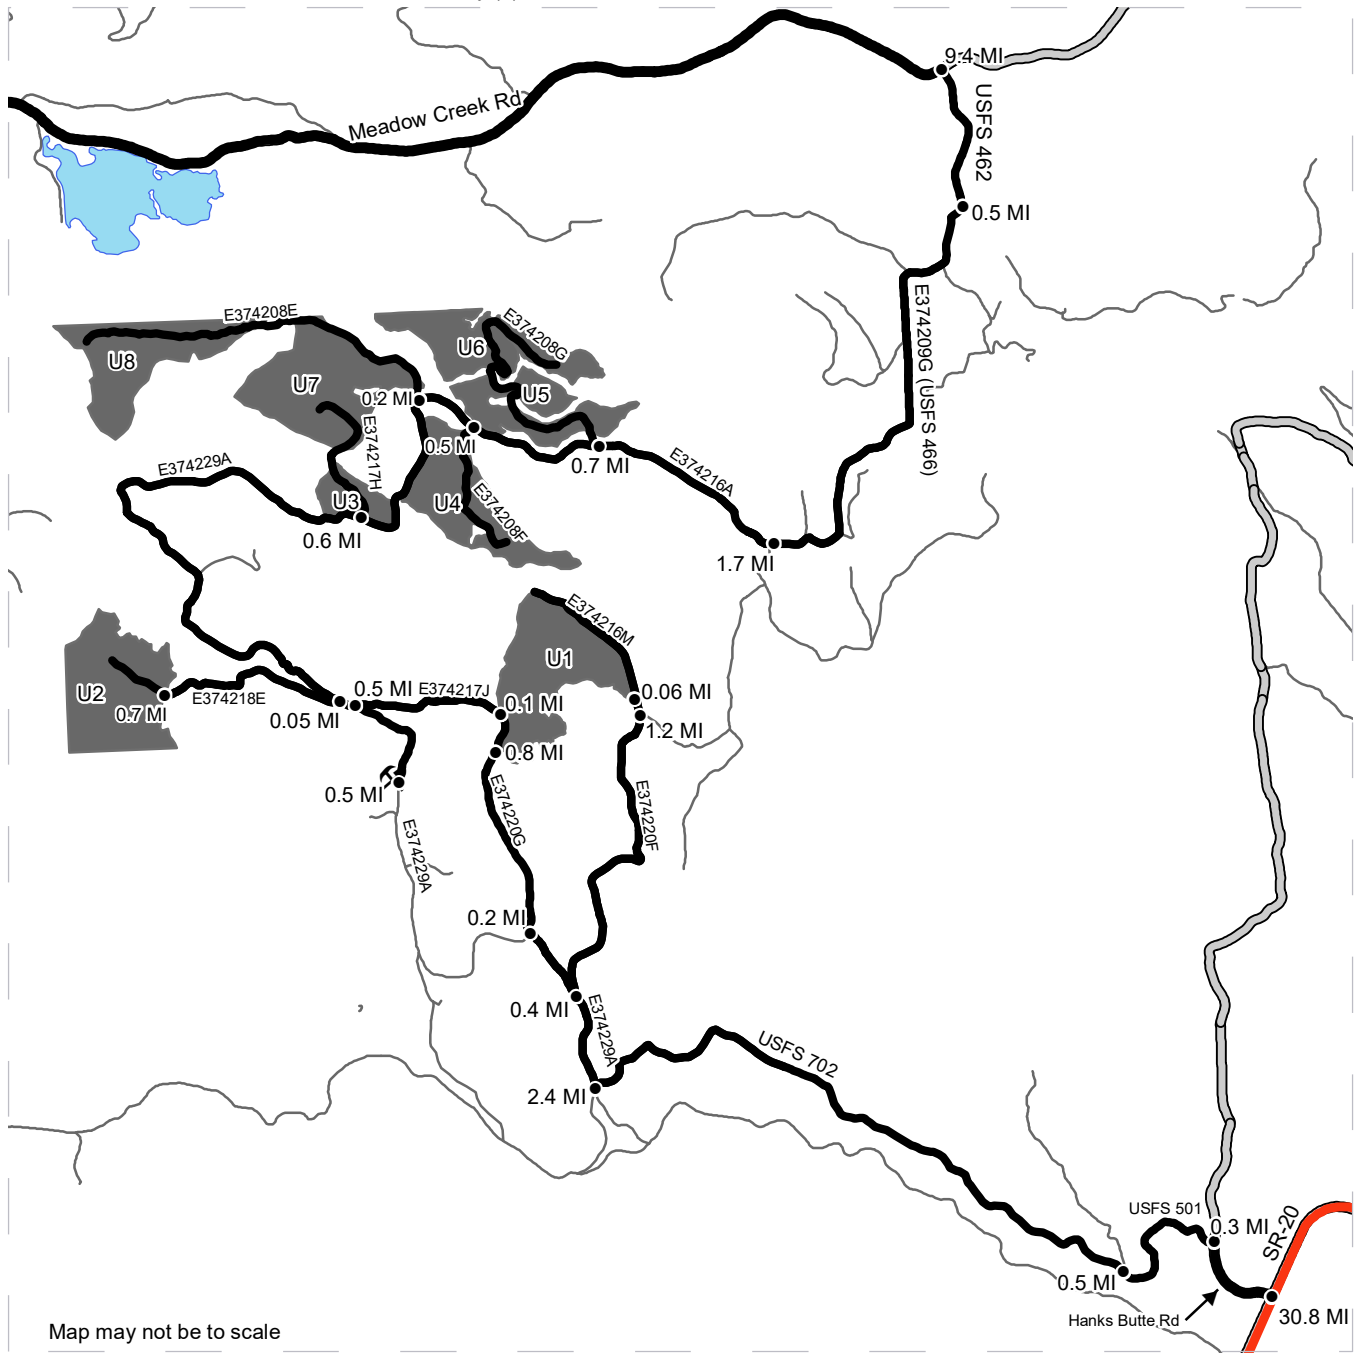 9.4 MI
Meadow Creek Rd
USFS 462
0.5 MI
E374209G (USFS 466)
E374208E
E374208G
U8
U6
U7
U5
0.2 MI
0.5 MI
0.7 MI
E374217H
E374229A
E374216A
U3
U4
E374208F
0.6 MI
1.7 MI
E374216M
U1
U2
0.7 MI
E374218E
0.5 MI
E374217J
0.06 MI
0.1 MI
0.05 MI
1.2 MI
0.8 MI
0.5 MI
E374220G
E374220F
E374229A
0.2 MI
0.4 MI
E374229A
USFS 702
2.4 MI
USFS 501
0.3 MI
SR-20
0.5 MI
Hanks Butte Rd
30.8 MI
Map may not be to scale